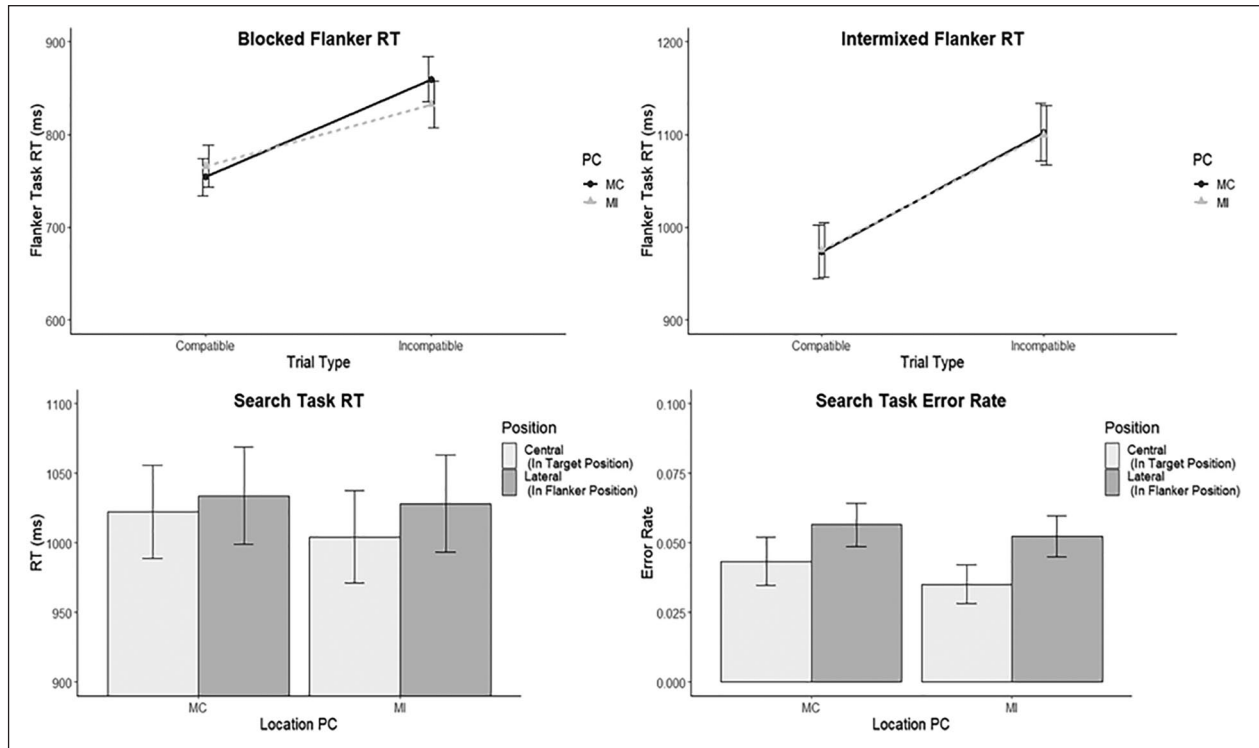 Blocked Flanker RT
900
800
700
600
Flanker Task RT (ms)
Compatible
Incompatible
Trial Type
PC
MC
MI
Intermixed Flanker RT
1200
1100
1000
900
Flanker Task RT (ms)
Compatible
Incompatible
Trial Type
PC
MC
MI
Search Task RT
1100
1050
1000
950
900
RT (ms)
MC
MI
Location PC
Position
Central
(In Target Position)
Lateral
(In Flanker Position)
Search Task Error Rate
0.100
0.075
0.050
0.025
0.000
Error Rate
MC
MI
Location PC
Position
Central
(In Target Position)
Lateral
(In Flanker Position)